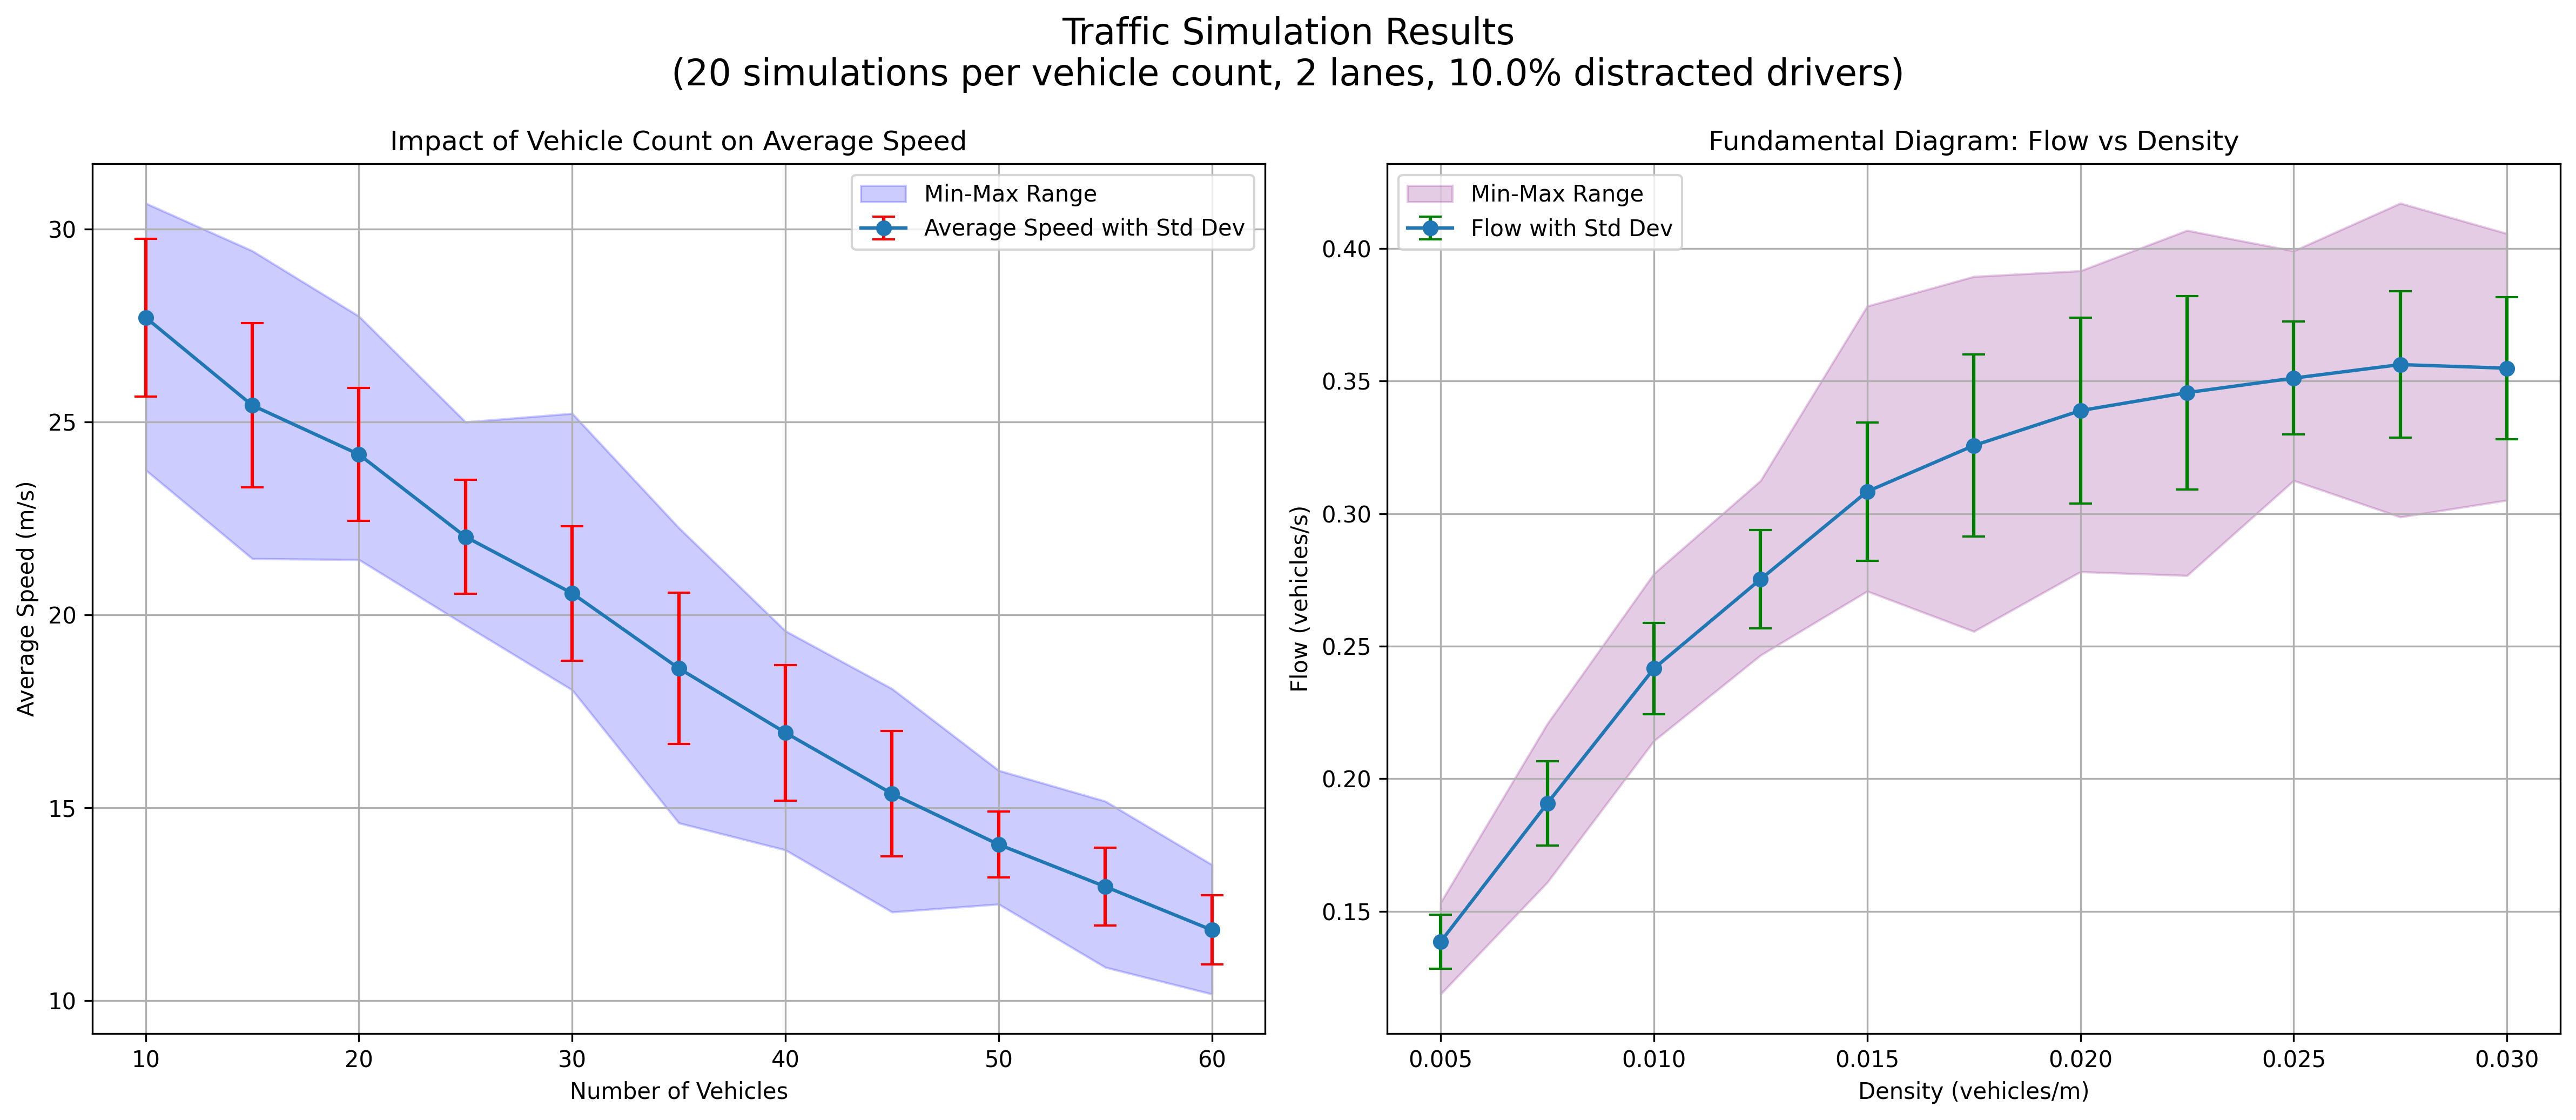 Traffic Simulation Results
(20 simulations per vehicle count, 2 lanes, 10.0% distracted drivers)
Impact of Vehicle Count on Average Speed
Min-Max Range
Average Speed with Std Dev
30
25
20
15
10
Average Speed (m/s)
10
20
30
40
50
60
Number of Vehicles
Fundamental Diagram: Flow vs Density
Min-Max Range
Flow with Std Dev
0.40
0.35
0.30
0.25
0.20
0.15
Flow (vehicles/s)
0.005
0.010
0.015
0.020
0.025
0.030
Density (vehicles/m)